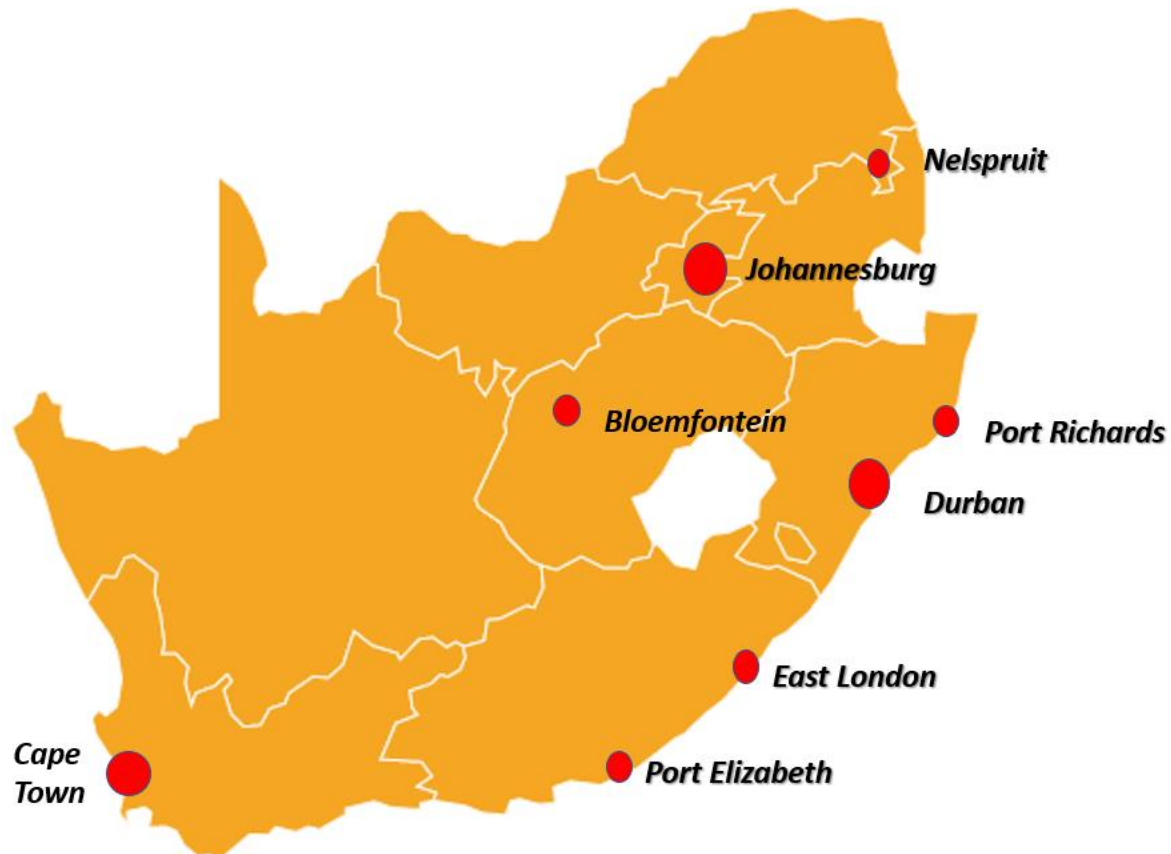 Nelspruit
Johannesburg
Bloemfontein
Port Richards
Durban
East London
Cape
Town
Port Elizabeth